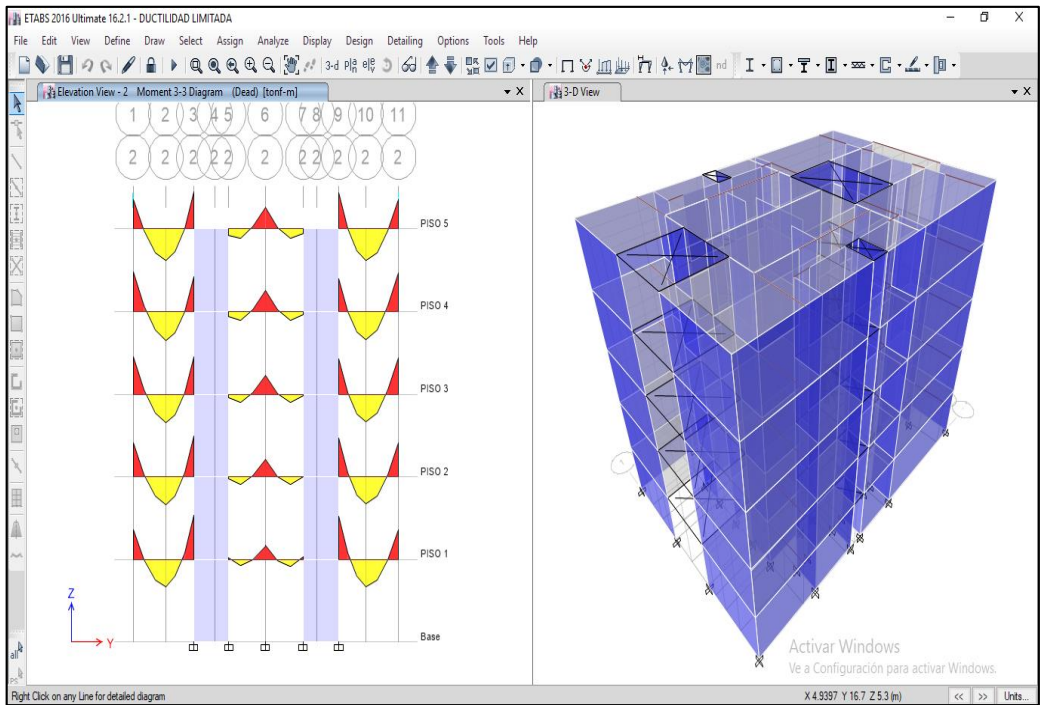 ETABS 2016 Ultimate 16.2.1 - DUCTILIDAD LIMITADA
File Edit View Define Draw Select Assign Analyze Display Design Detailing Options Tools Help
3-d nd
Elevation View - 2 Moment 3-3 Diagram (Dead) [tonf-m]
3-D View
1 2 3 4 5 6 7 8 9 10 11
2 2 2 2 2 2 2 2 2 2 2
PISO 5
PISO 4
PISO 3
PISO 2
PISO 1
Z
Y
Base
all
PS
Activar Windows
Ve a Configuración para activar Windows.
Right Click on any Line for detailed diagram
X 4.9397 Y 16.7 Z 5.3 (m)
<< >> Units...